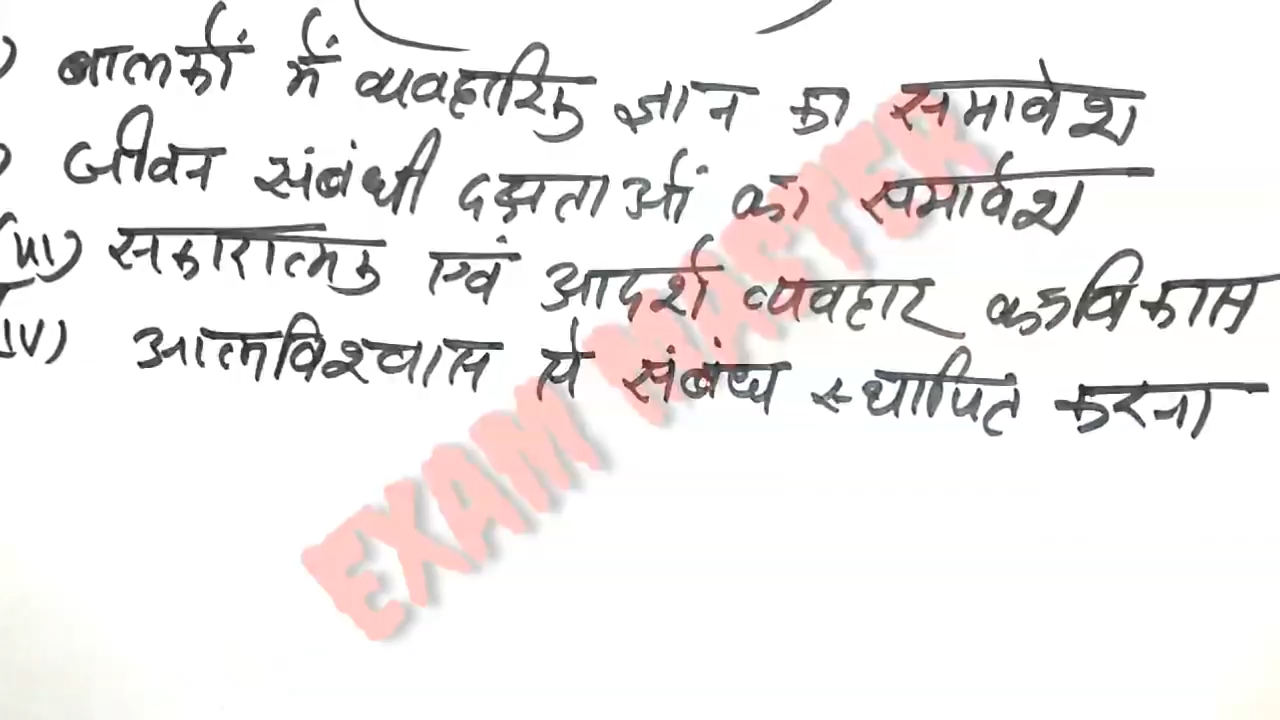 ) बालकों में व्यवहारिक ज्ञान का समावेश
) जीवन संबंधी दक्षताओं का समावेश
(iii) सकारात्मक एवं आदर्श व्यवहार का विकास
(IV) आत्मविश्वास से संबंध स्थापित करना
EXAM MASTER